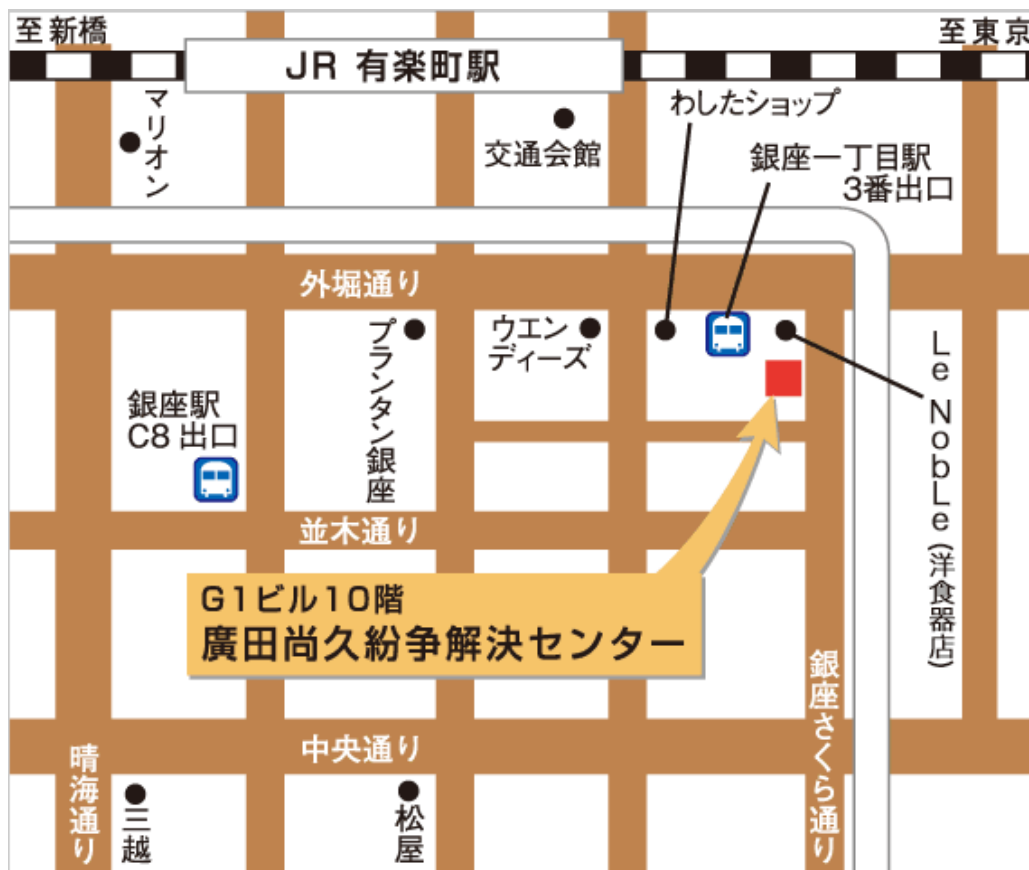 至新橋
至東京
JR 有楽町駅
マリオン
交通会館
わしたショップ
銀座一丁目駅
3番出口
外堀通り
プランタン銀座
ウエン
ディーズ
Le NobLe(洋食器店)
銀座駅
C8 出口
並木通り
G1ビル10階
廣田尚久紛争解決センター
銀座さくら通り
中央通り
晴海通り
三越
松屋